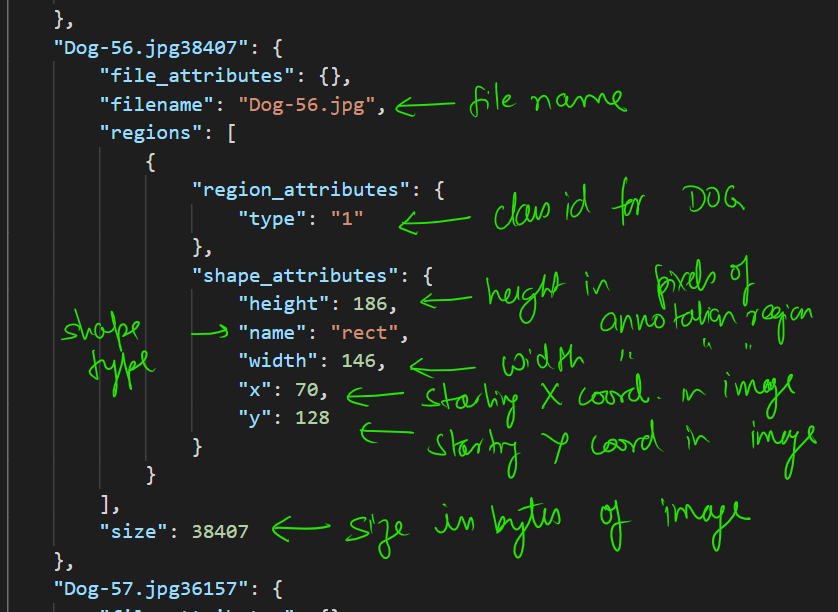 },
"Dog-56.jpg38407": {
"file_attributes": {},
"filename": "Dog-56.jpg", ← file name
"regions": [
{
"region_attributes": {
"type": "1" ← class id for DOG
},
"shape_attributes": {
"height": 186, ← height in pixels of
annotation region
shape type → "name": "rect",
"width": 146, ← width " " "
"x": 70, ← starting X coord. in image
"y": 128 ← starting Y coord in image
}
}
],
"size": 38407 ← size in bytes of image
},
"Dog-57.jpg36157": {